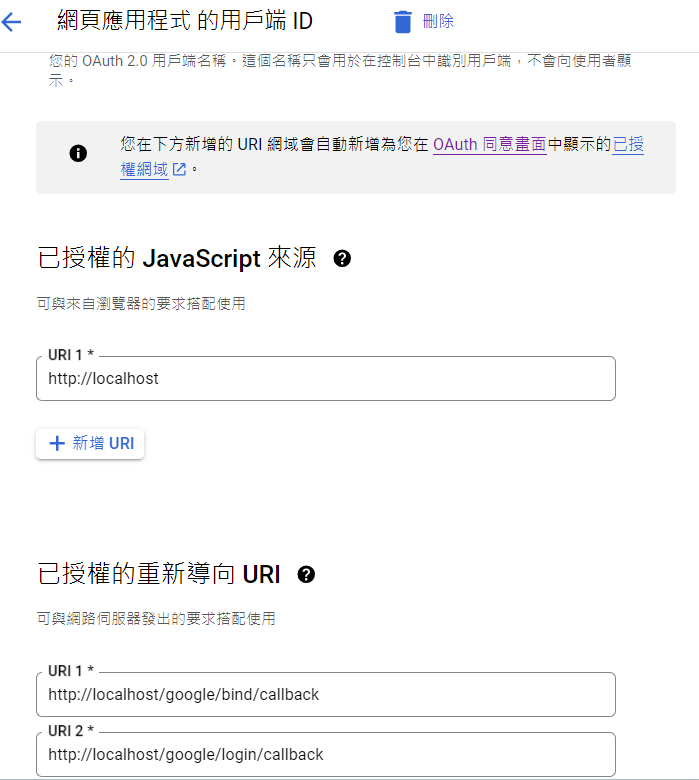 網頁應用程式 的用戶端 ID
刪除
您的 OAuth 2.0 用戶端名稱。這個名稱只會用於在控制台中識別用戶端，不會向使用者顯
示。
您在下方新增的 URI 網域會自動新增為您在 OAuth 同意畫面中顯示的已授
權網域。
已授權的 JavaScript 來源
可與來自瀏覽器的要求搭配使用
URI 1 *
http://localhost
新增 URI
已授權的重新導向 URI
可與網路伺服器發出的要求搭配使用
URI 1 *
http://localhost/google/bind/callback
URI 2 *
http://localhost/google/login/callback